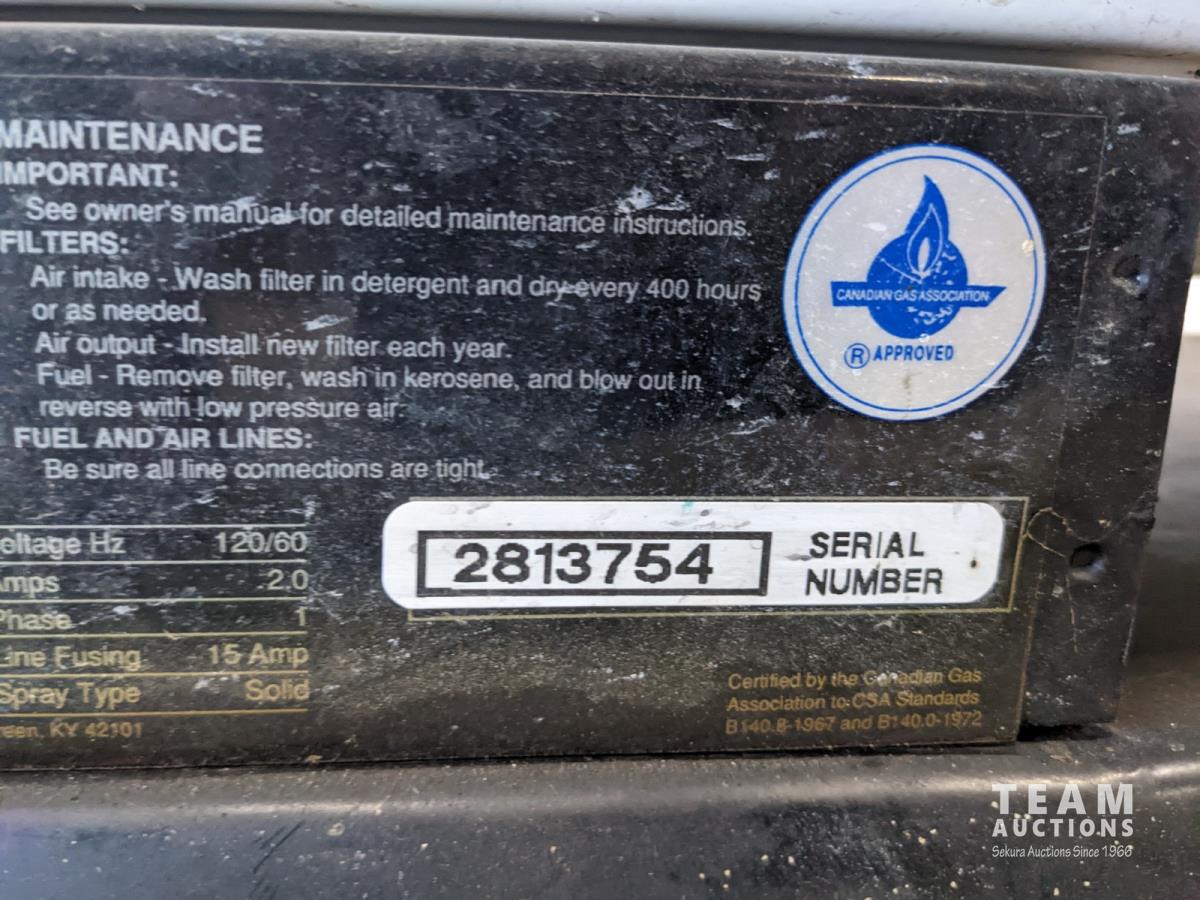 MAINTENANCE
IMPORTANT:
See owner's manual for detailed maintenance instructions.
FILTERS:
Air intake - Wash filter in detergent and dry every 400 hours
or as needed.
Air output - Install new filter each year.
Fuel - Remove filter, wash in kerosene, and blow out in
reverse with low pressure air.
FUEL AND AIR LINES:
Be sure all line connections are tight.
CANADIAN GAS ASSOCIATION
® APPROVED
oltage Hz 120/60
mps 2.0
Phase 1
Line Fusing 15 Amp
Spray Type Solid
reen, KY 42101
2813754
SERIAL
NUMBER
Certified by the Canadian Gas
Association to CSA Standards
B140.8-1967 and B140.0-1972
TEAM
AUCTIONS
Sekura Auctions Since 1966